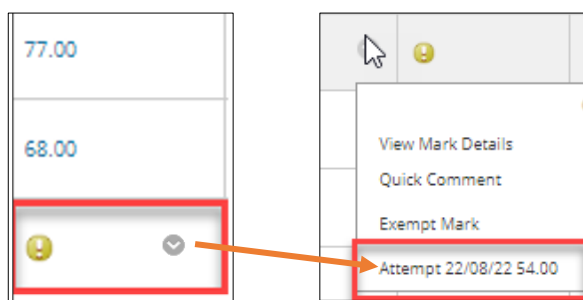 77.00
68.00
View Mark Details
Quick Comment
Exempt Mark
Attempt 22/08/22 54.00